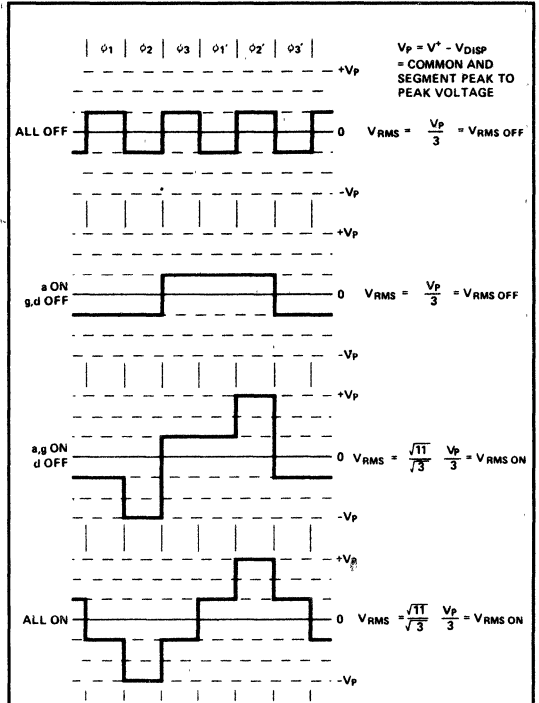 ϕ1 ϕ2 ϕ3 ϕ1' ϕ2' ϕ3'
VP = V+ - VDISP
= COMMON AND
SEGMENT PEAK TO
PEAK VOLTAGE
+VP
ALL OFF
0
VRMS = VP/3 = VRMS OFF
-VP
+VP
a ON
g,d OFF
0
VRMS = VP/3 = VRMS OFF
-VP
+VP
a,g ON
d OFF
0
VRMS = √11/√3 VP/3 = VRMS ON
-VP
+VP
ALL ON
0
VRMS = √11/√3 VP/3 = VRMS ON
-VP